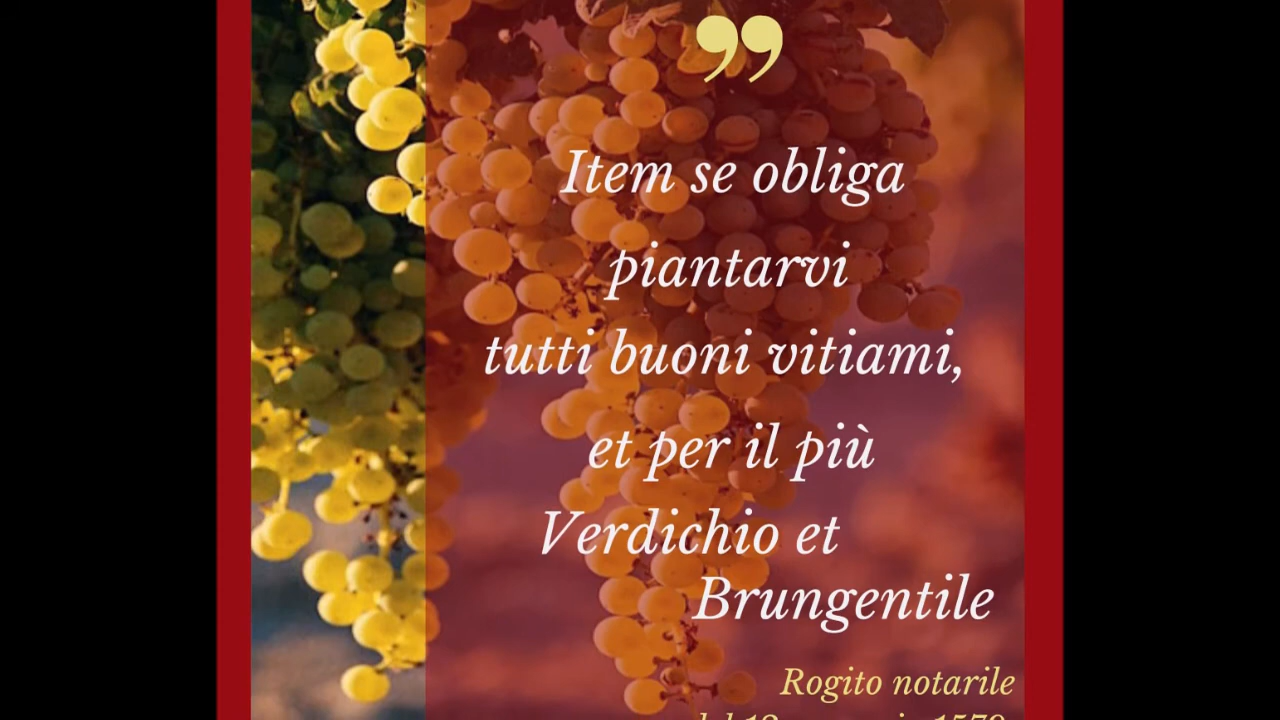 ”
Item se obliga
piantarvi
tutti buoni vitiami,
et per il più
Verdichio et
Brungentile
Rogito notarile